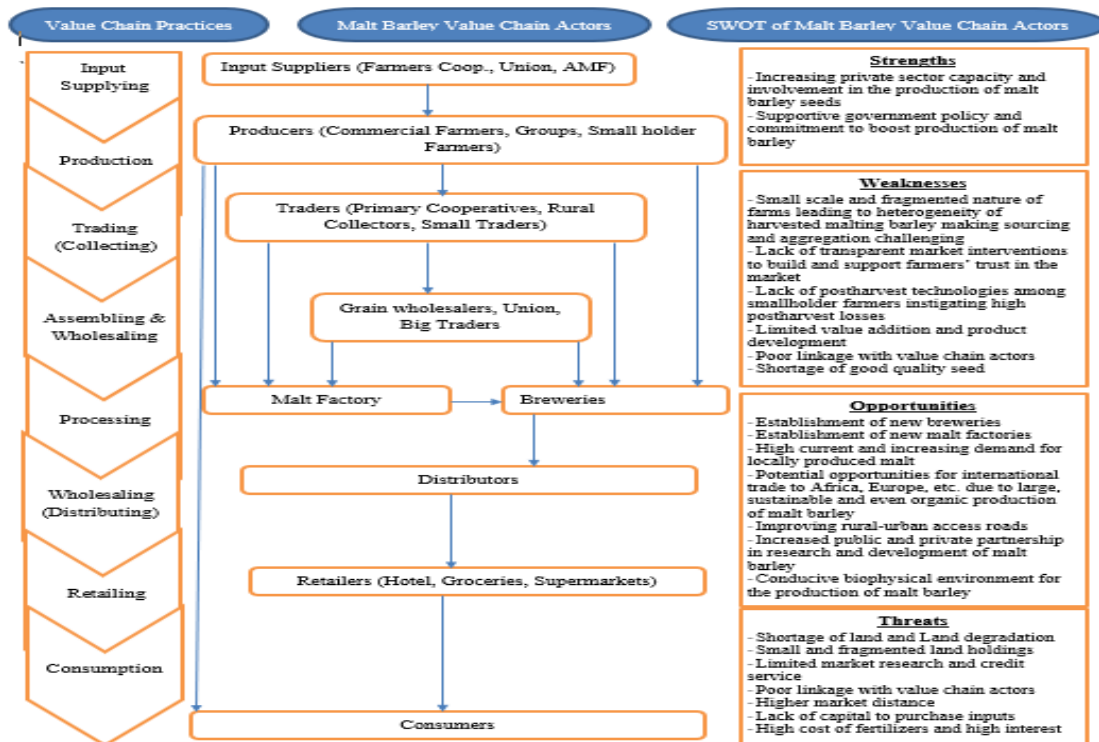 Value Chain Practices
Malt Barley Value Chain Actors
SWOT of Malt Barley Value Chain Actors
Input
Supplying
Production
Trading
(Collecting)
Assembling &
Wholesaling
Processing
Wholesaling
(Distributing)
Retailing
Consumption
Input Suppliers (Farmers Coop., Union, AMF)
Producers (Commercial Farmers, Groups, Small holder
Farmers)
Traders (Primary Cooperatives, Rural
Collectors, Small Traders)
Grain wholesalers, Union,
Big Traders
Malt Factory
Breweries
Distributors
Retailers (Hotel, Groceries, Supermarkets)
Consumers
Strengths
- Increasing private sector capacity and
involvement in the production of malt
barley seeds
- Supportive government policy and
commitment to boost production of malt
barley
Weaknesses
- Small scale and fragmented nature of
farms leading to heterogeneity of
harvested malting barley making sourcing
and aggregation challenging
- Lack of transparent market interventions
to build and support farmers' trust in the
market
- Lack of postharvest technologies among
smallholder farmers instigating high
postharvest losses
- Limited value addition and product
development
- Poor linkage with value chain actors
- Shortage of good quality seed
Opportunities
- Establishment of new breweries
- Establishment of new malt factories
- High current and increasing demand for
locally produced malt
- Potential opportunities for international
trade to Africa, Europe, etc. due to large,
sustainable and even organic production
of malt barley
- Improving rural-urban access roads
- Increased public and private partnership
in research and development of malt
barley
- Conducive biophysical environment for
the production of malt barley
Threats
- Shortage of land and Land degradation
- Small and fragmented land holdings
- Limited market research and credit
service
- Poor linkage with value chain actors
- Higher market distance
- Lack of capital to purchase inputs
- High cost of fertilizers and high interest